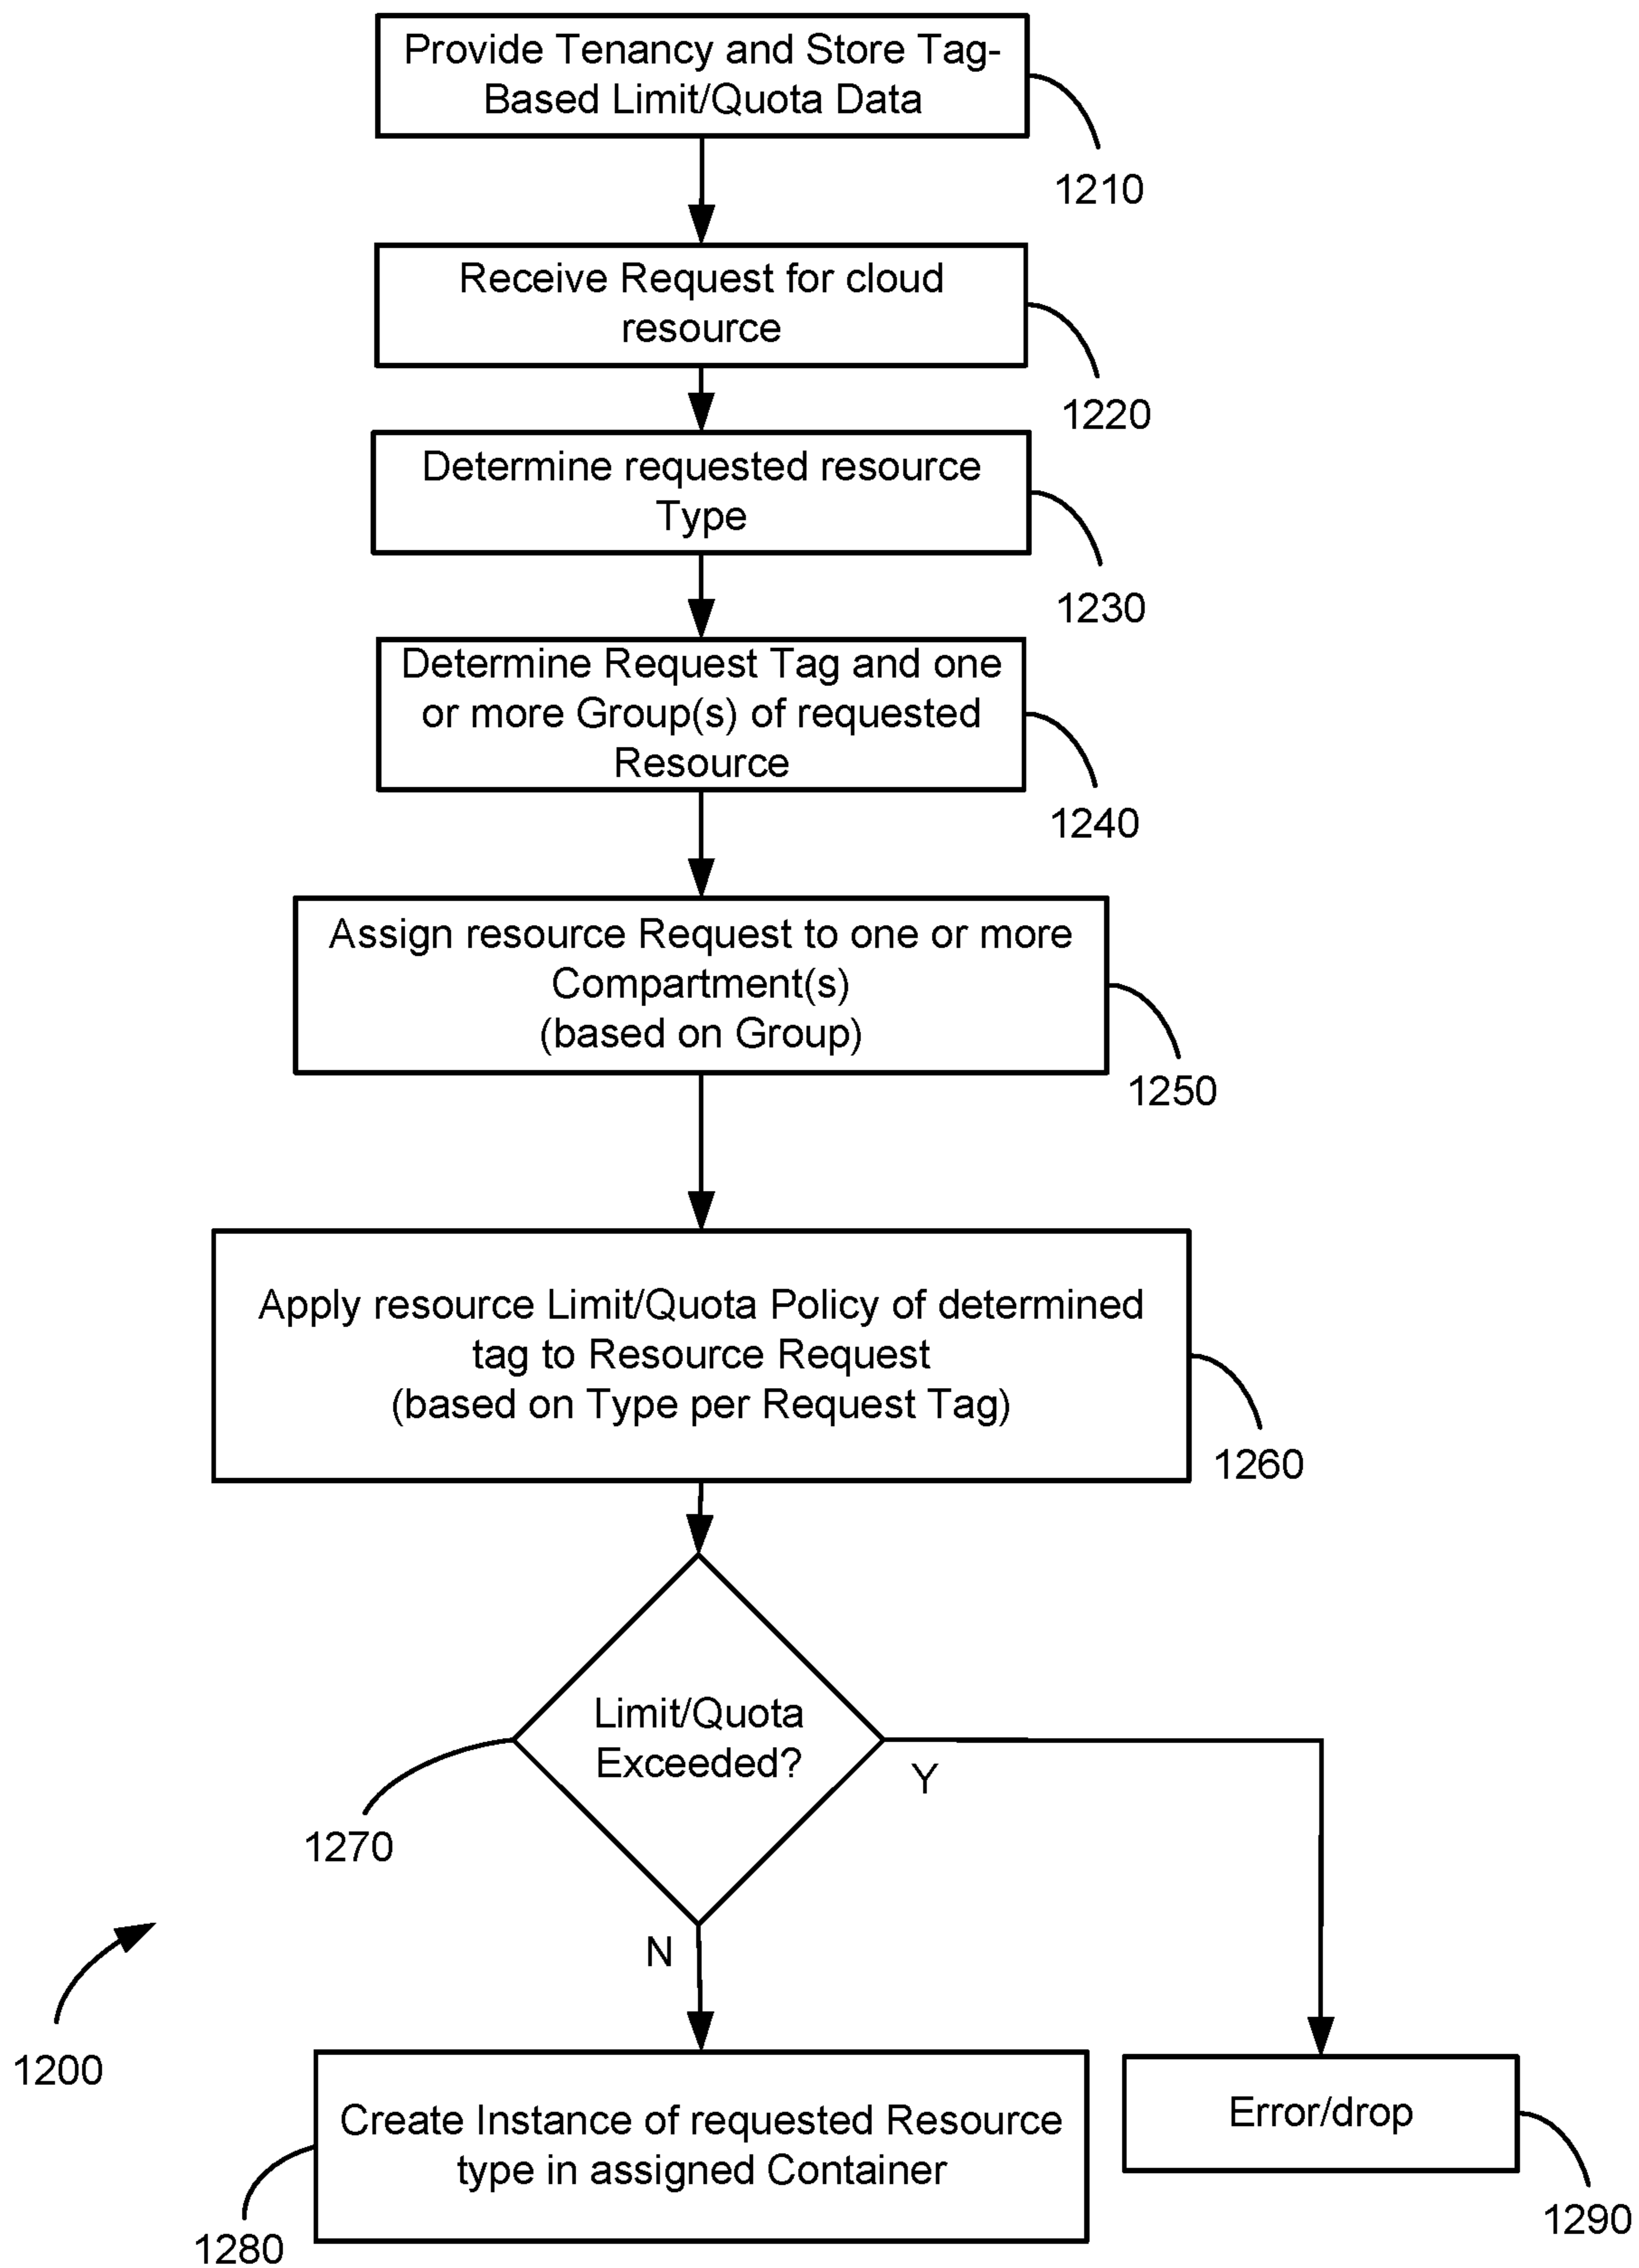 Provide Tenancy and Store Tag-
Based Limit/Quota Data
1210
Receive Request for cloud
resource
1220
Determine requested resource
Type
1230
Determine Request Tag and one
or more Group(s) of requested
Resource
1240
Assign resource Request to one or more
Compartment(s)
(based on Group)
1250
Apply resource Limit/Quota Policy of determined
tag to Resource Request
(based on Type per Request Tag)
1260
Limit/Quota
Exceeded?
Y
1270
N
1200
Create Instance of requested Resource
type in assigned Container
1280
Error/drop
1290